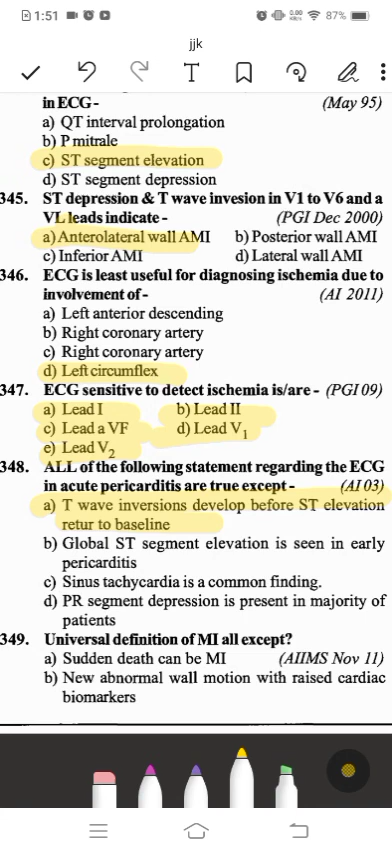 1:51
0.00
KB/s
87%
jjk
T
in ECG - (May 95)
a) QT interval prolongation
b) P mitrale
c) ST segment elevation
d) ST segment depression
345. ST depression & T wave invesion in V1 to V6 and a
VL leads indicate - (PGI Dec 2000)
a) Anterolateral wall AMI b) Posterior wall AMI
c) Inferior AMI d) Lateral wall AMI
346. ECG is least useful for diagnosing ischemia due to
involvement of - (AI 2011)
a) Left anterior descending
b) Right coronary artery
c) Right coronary artery
d) Left circumflex
347. ECG sensitive to detect ischemia is/are - (PGI 09)
a) Lead I b) Lead II
c) Lead a VF d) Lead V1
e) Lead V2
348. ALL of the following statement regarding the ECG
in acute pericarditis are true except - (AI 03)
a) T wave inversions develop before ST elevation
retur to baseline
b) Global ST segment elevation is seen in early
pericarditis
c) Sinus tachycardia is a common finding.
d) PR segment depression is present in majority of
patients
349. Universal definition of MI all except?
a) Sudden death can be MI (AIIMS Nov 11)
b) New abnormal wall motion with raised cardiac
biomarkers